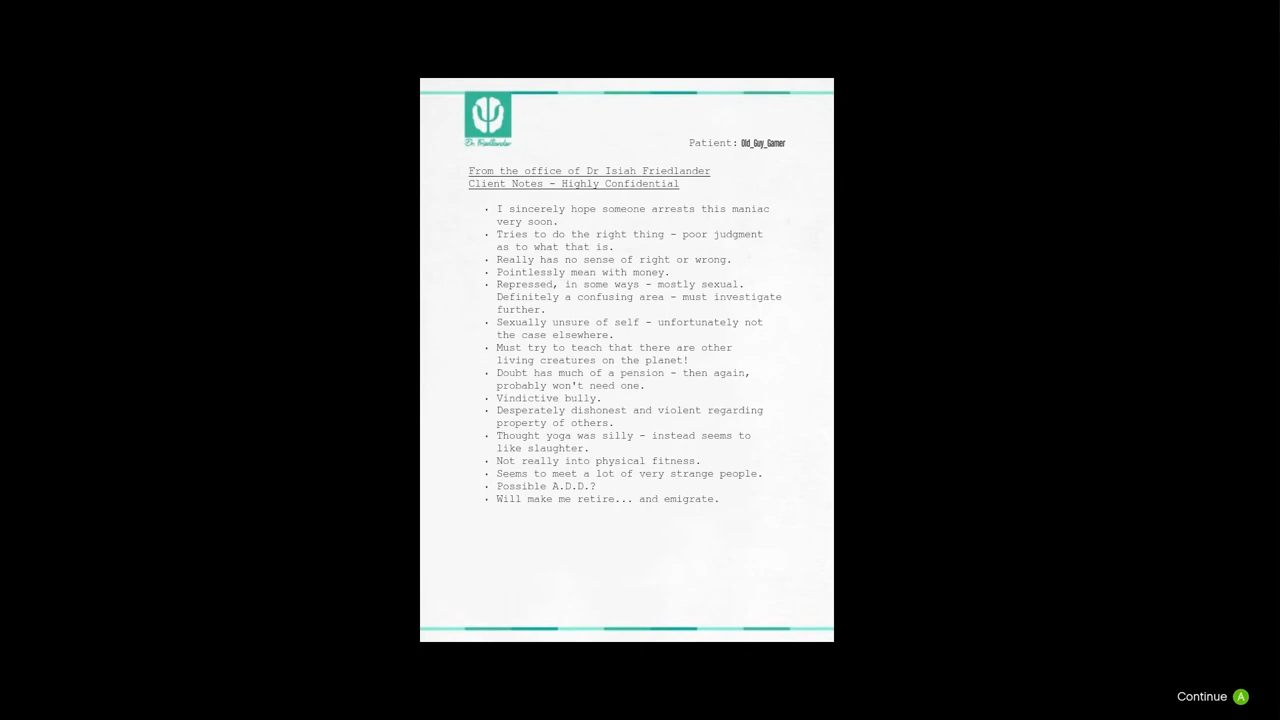 Dr. Friedlander
Patient: Old_Guy_Gamer
From the office of Dr Isiah Friedlander
Client Notes - Highly Confidential
• I sincerely hope someone arrests this maniac
very soon.
• Tries to do the right thing - poor judgment
as to what that is.
• Really has no sense of right or wrong.
• Pointlessly mean with money.
• Repressed, in some ways - mostly sexual.
Definitely a confusing area - must investigate
further.
• Sexually unsure of self - unfortunately not
the case elsewhere.
• Must try to teach that there are other
living creatures on the planet!
• Doubt has much of a pension - then again,
probably won't need one.
• Vindictive bully.
• Desperately dishonest and violent regarding
property of others.
• Thought yoga was silly - instead seems to
like slaughter.
• Not really into physical fitness.
• Seems to meet a lot of very strange people.
• Possible A.D.D.?
• Will make me retire... and emigrate.
Continue A